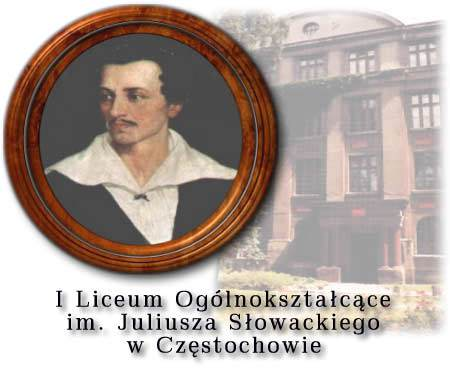 I Liceum Ogólnokształcące
im. Juliusza Słowackiego
w Częstochowie